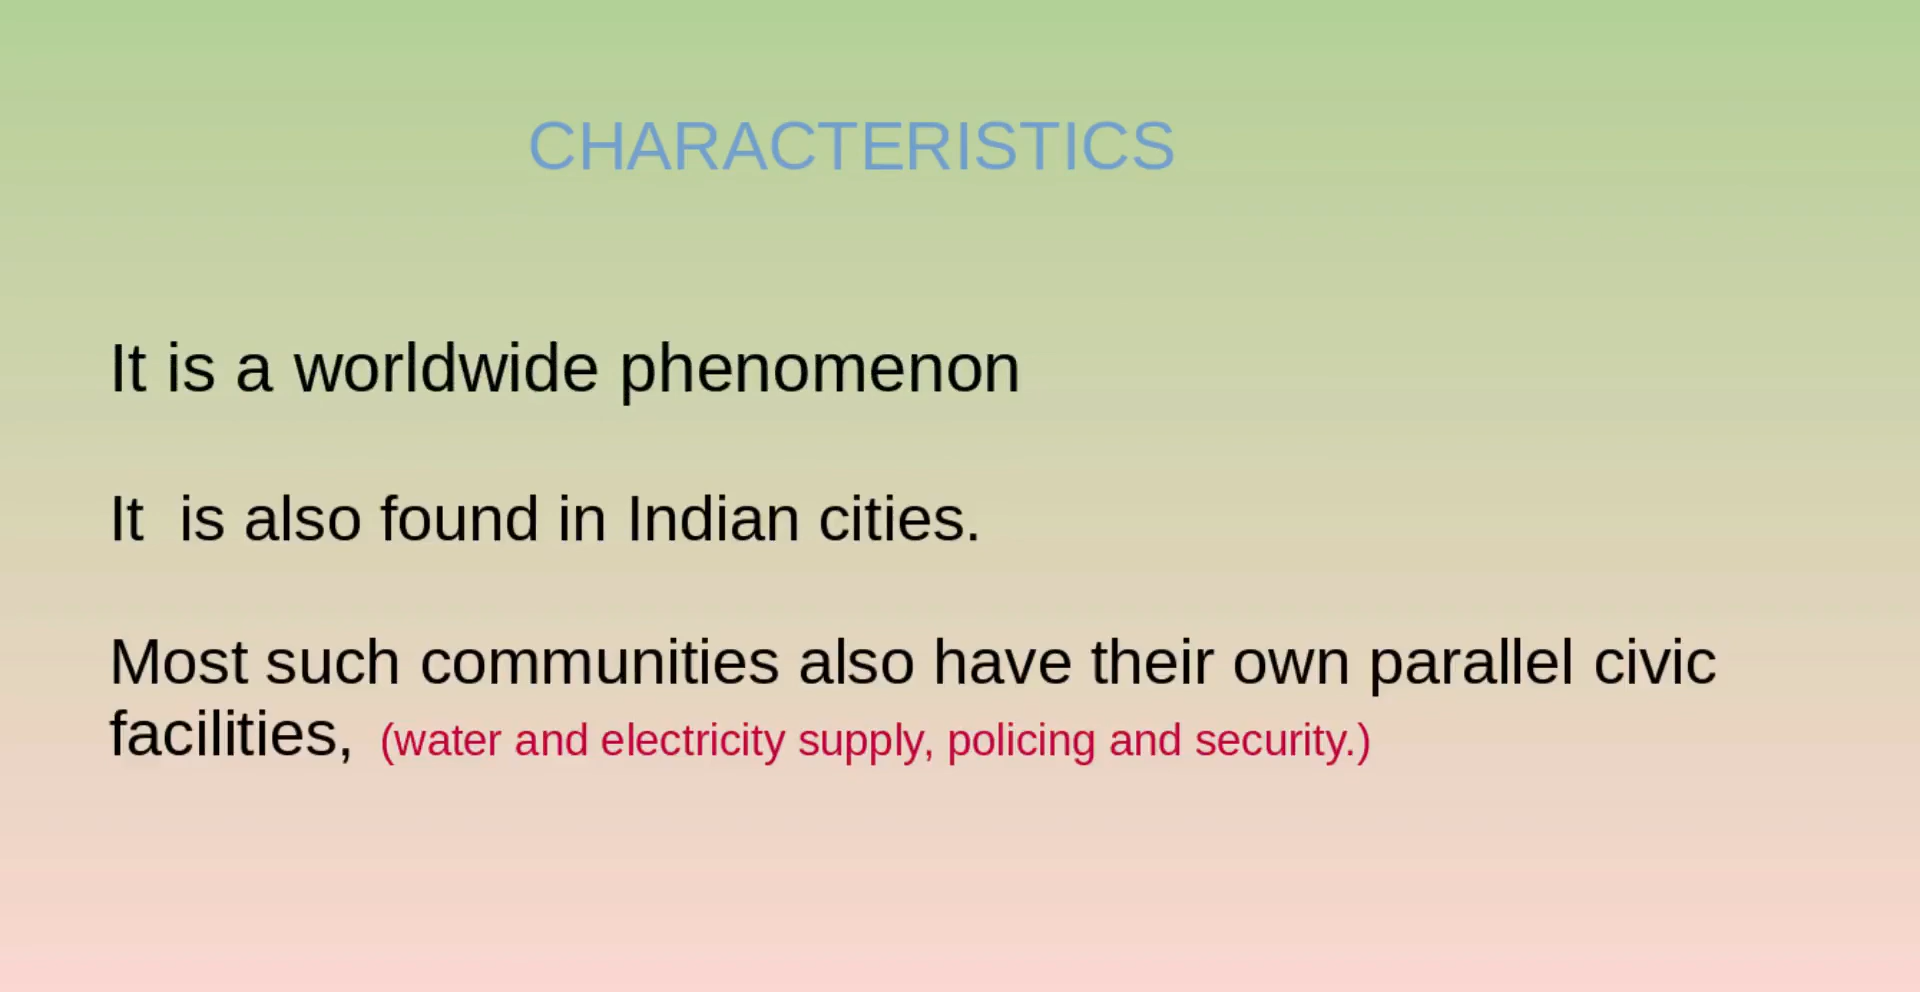 CHARACTERISTICS
It is a worldwide phenomenon
It  is also found in Indian cities.
Most such communities also have their own parallel civic
facilities, (water and electricity supply, policing and security.)